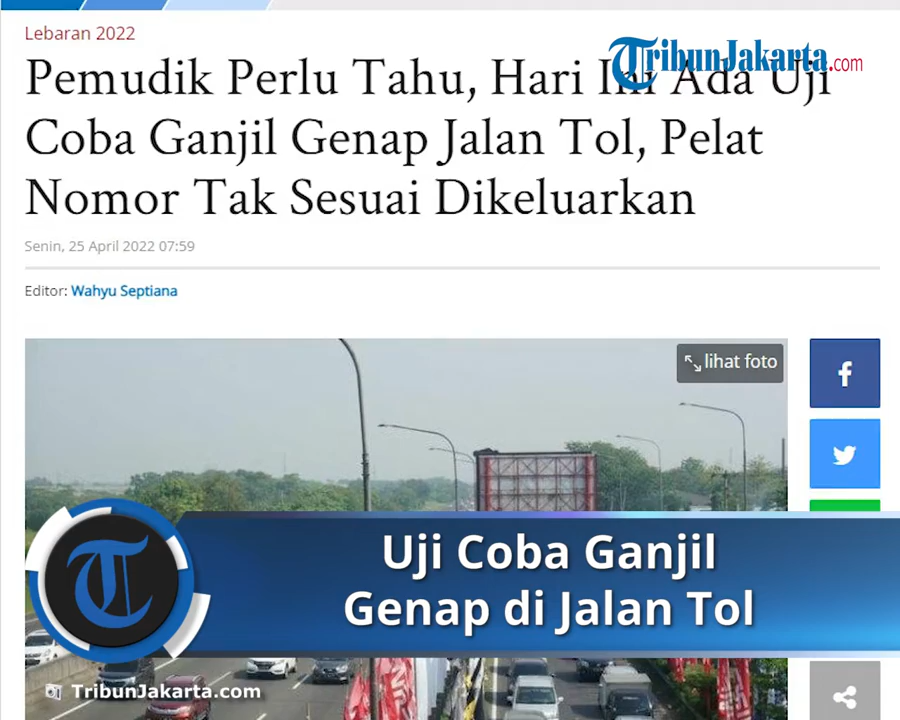 Lebaran 2022
TribunJakarta.com
Pemudik Perlu Tahu, Hari Ini Ada Uji
Coba Ganjil Genap Jalan Tol, Pelat
Nomor Tak Sesuai Dikeluarkan
Senin, 25 April 2022 07:59
Editor: Wahyu Septiana
lihat foto
Uji Coba Ganjil
Genap di Jalan Tol
TribunJakarta.com